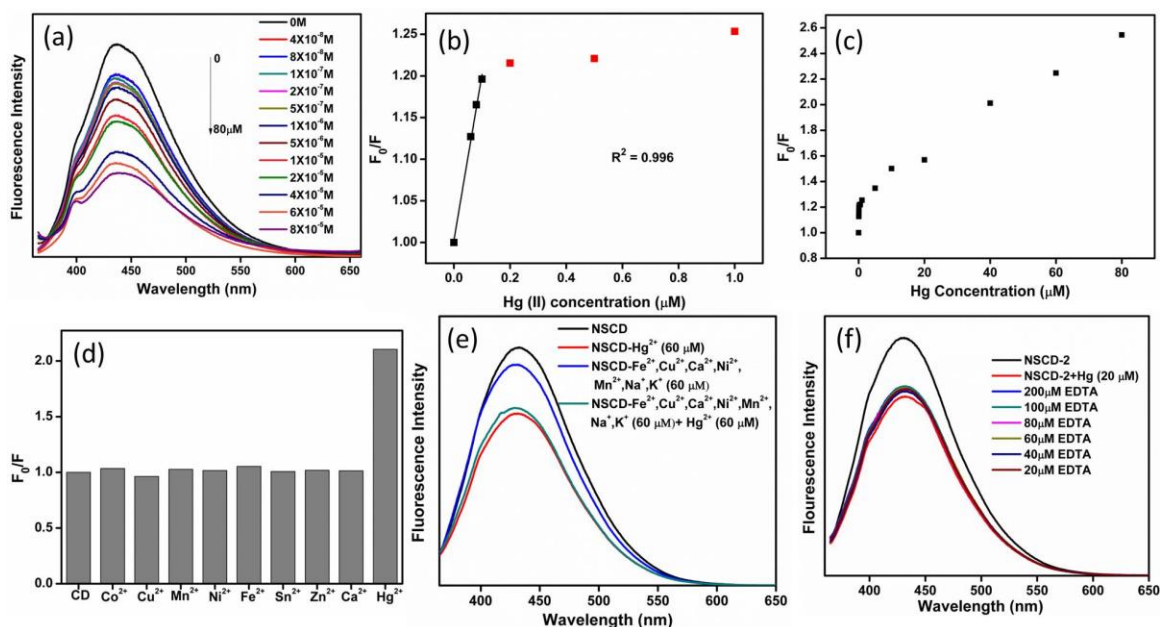 (a)
Fluorescence Intensity
0
80μM
0M
4X10⁻⁸M
8X10⁻⁸M
1X10⁻⁷M
2X10⁻⁷M
5X10⁻⁷M
1X10⁻⁶M
5X10⁻⁶M
1X10⁻⁵M
2X10⁻⁵M
4X10⁻⁵M
6X10⁻⁵M
8X10⁻⁵M
400 450 500 550 600 650
Wavelength (nm)
(b)
F₀/F
1.25
1.20
1.15
1.10
1.05
1.00
R² = 0.996
0.0 0.2 0.4 0.6 0.8 1.0
Hg (II) concentration (μM)
(c)
F₀/F
2.6
2.4
2.2
2.0
1.8
1.6
1.4
1.2
1.0
0.8
0 20 40 60 80
Hg Concentration (μM)
(d)
F₀/F
2.0
1.5
1.0
0.5
0.0
CD Co²⁺ Cu²⁺ Mn²⁺ Ni²⁺ Fe²⁺ Sn²⁺ Zn²⁺ Ca²⁺ Hg²⁺
(e)
Fluorescence Intensity
NSCD
NSCD-Hg²⁺ (60 μM)
NSCD-Fe²⁺,Cu²⁺,Ca²⁺,Ni²⁺,
Mn²⁺,Na⁺,K⁺ (60 μM)
NSCD-Fe²⁺,Cu²⁺,Ca²⁺,Ni²⁺,Mn²⁺,
Na⁺,K⁺ (60 μM)+ Hg²⁺ (60 μM)
400 450 500 550 600 650
Wavelength (nm)
(f)
Flourescence Intensity
NSCD-2
NSCD-2+Hg (20 μM)
200μM EDTA
100μM EDTA
80μM EDTA
60μM EDTA
40μM EDTA
20μM EDTA
400 450 500 550 600 650
Wavelength (nm)